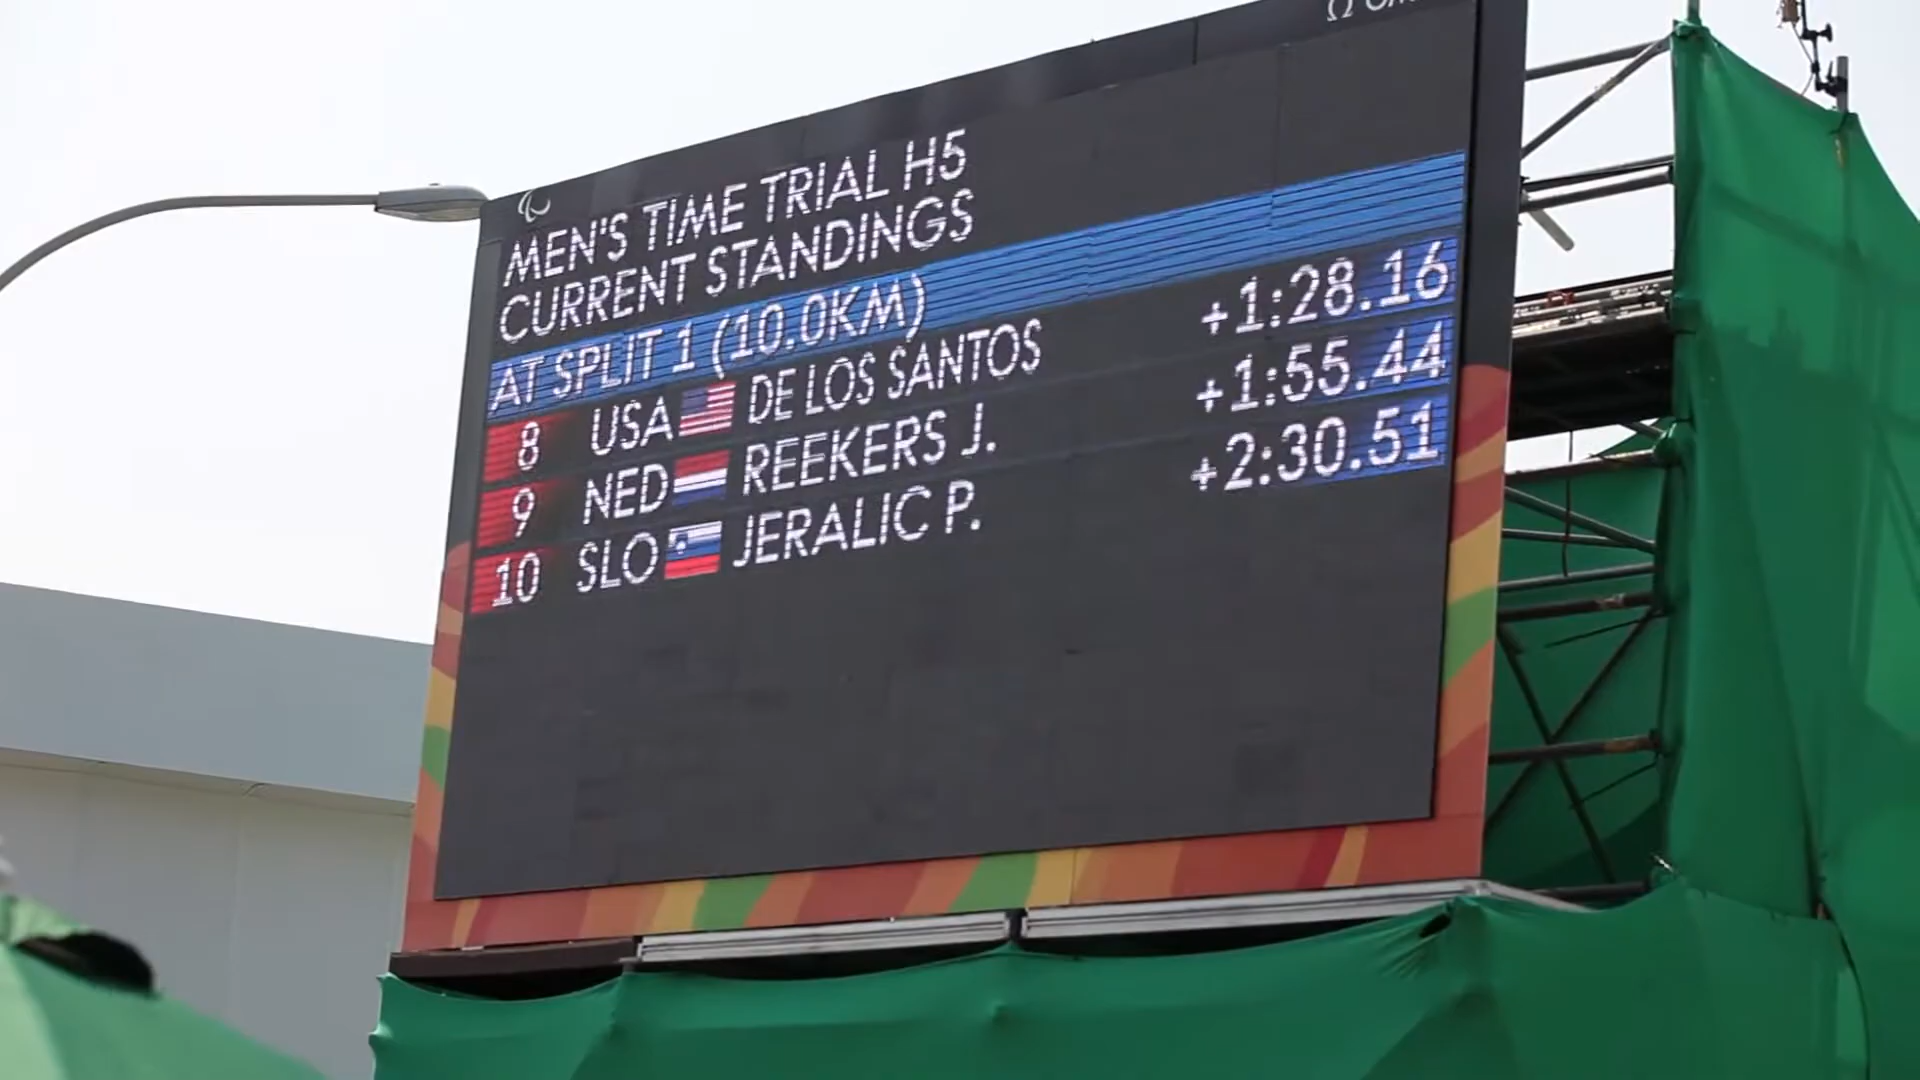 MEN'S TIME TRIAL H5
CURRENT STANDINGS
AT SPLIT 1 (10.0KM)
8 USA DE LOS SANTOS +1:28.16
9 NED REEKERS J. +1:55.44
10 SLO JERALIC P. +2:30.51